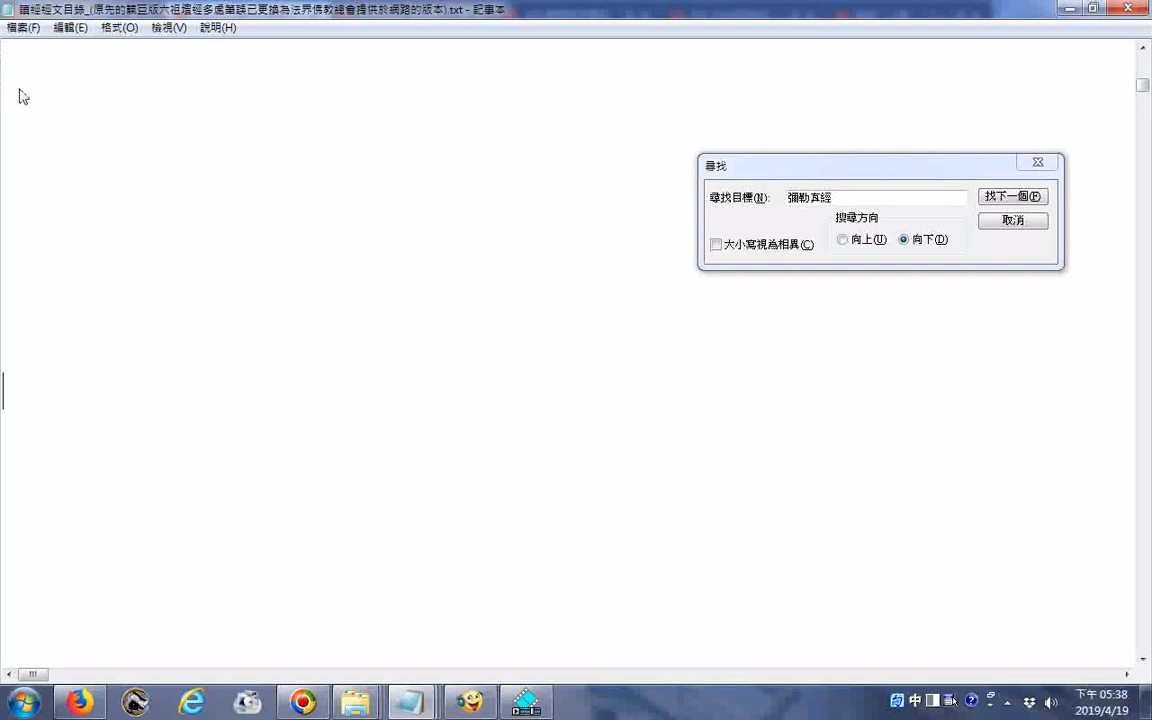 讀經經文目錄_(原先的關巨版六祖壇經多處筆誤已更換為法界佛教總會提供於網路的版本).txt - 記事本
檔案(F) 編輯(E) 格式(O) 檢視(V) 說明(H)
尋找
尋找目標(N): 彌勒真經 找下一個(F)
搜尋方向 取消
大小寫視為相異(C) 向上(U) 向下(D)
中
下午 05:38
2019/4/19